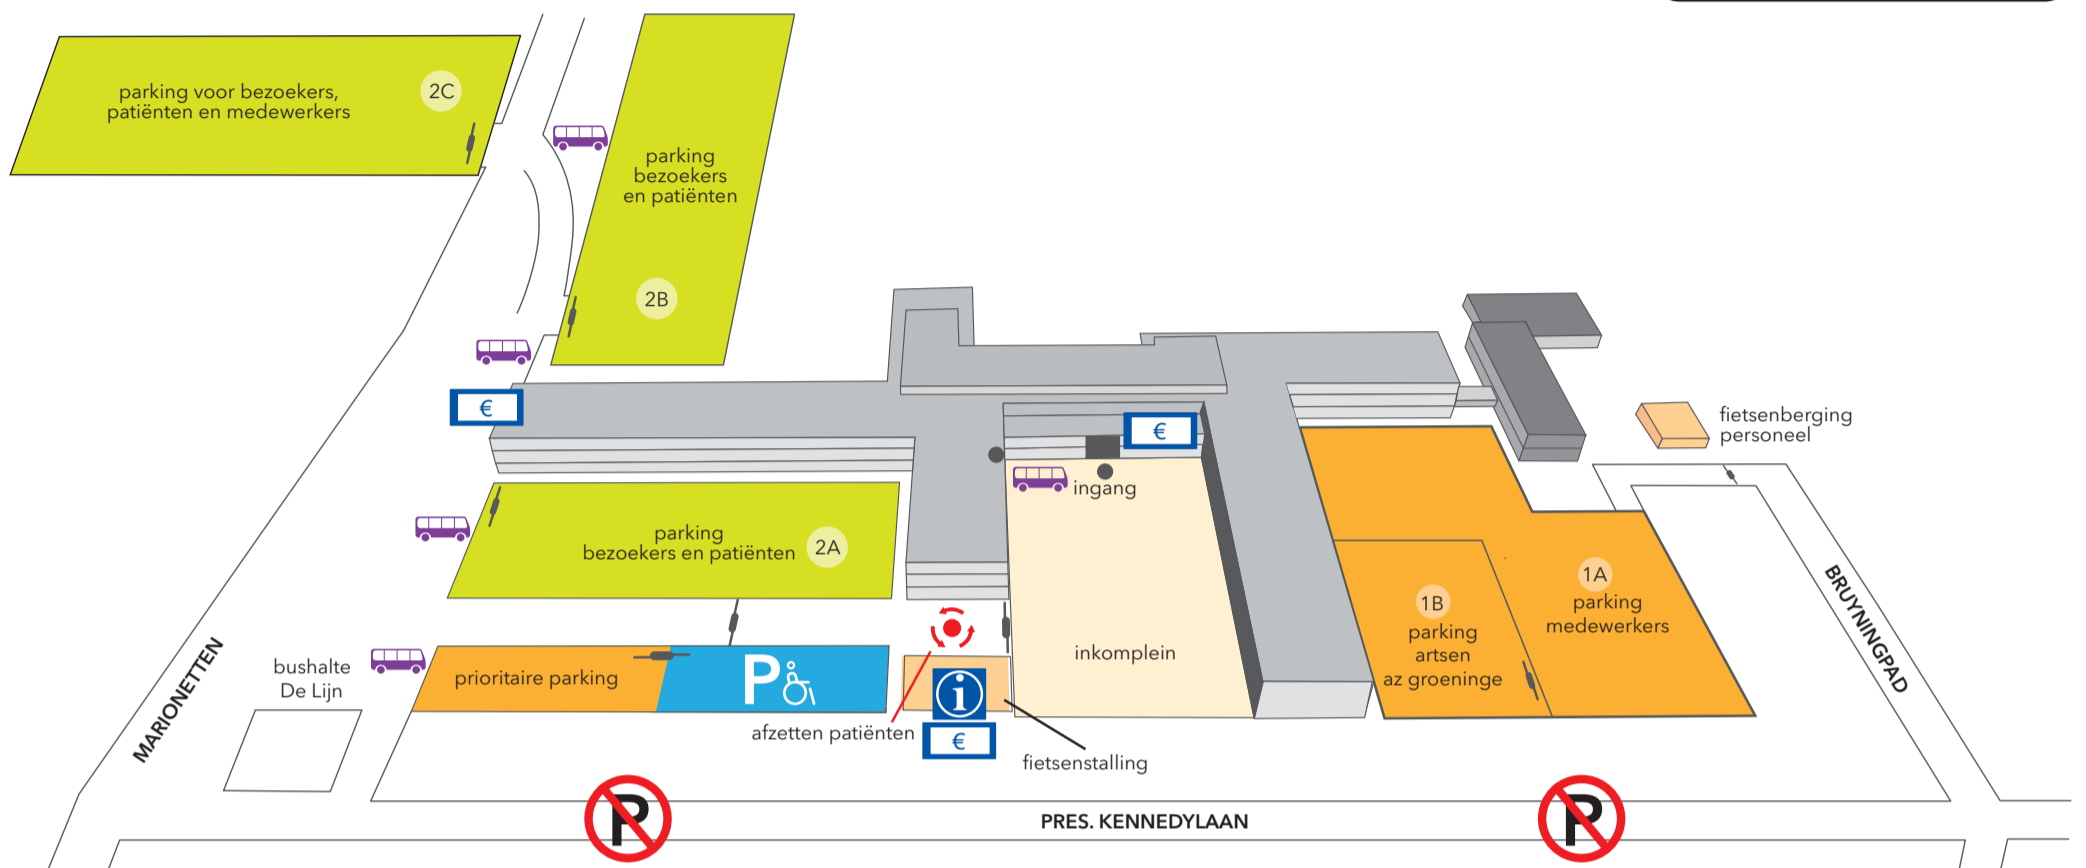 parking voor bezoekers,
patiënten en medewerkers
2C
parking
bezoekers
en patiënten
2B
€
€
ingang
fietsenberging
personeel
parking
bezoekers en patiënten
2A
1B
parking
artsen
az groeninge
1A
parking
medewerkers
BRUYNINGPAD
MARIONETTEN
bushalte
De Lijn
prioritaire parking
P
inkomplein
i
afzetten patiënten
€
fietsenstalling
P
PRES. KENNEDYLAAN
P